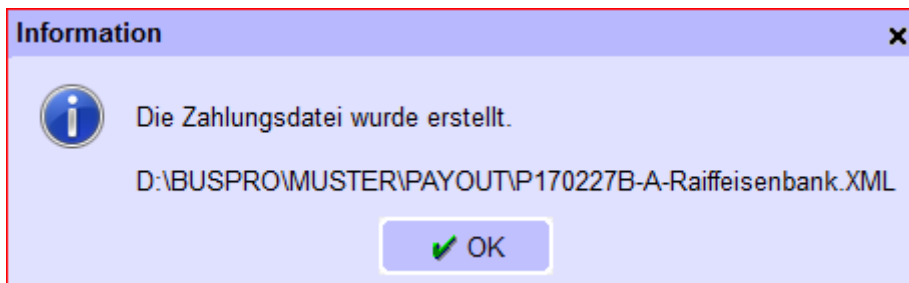 Information
Die Zahlungsdatei wurde erstellt.
D:\BUSPRO\MUSTER\PAYOUT\P170227B-A-Raiffeisenbank.XML
OK